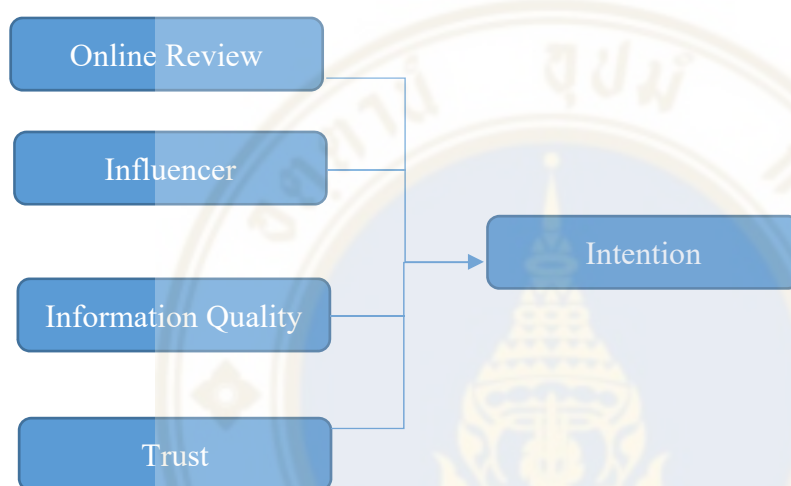 Online Review
Influencer
Intention
Information Quality
Trust